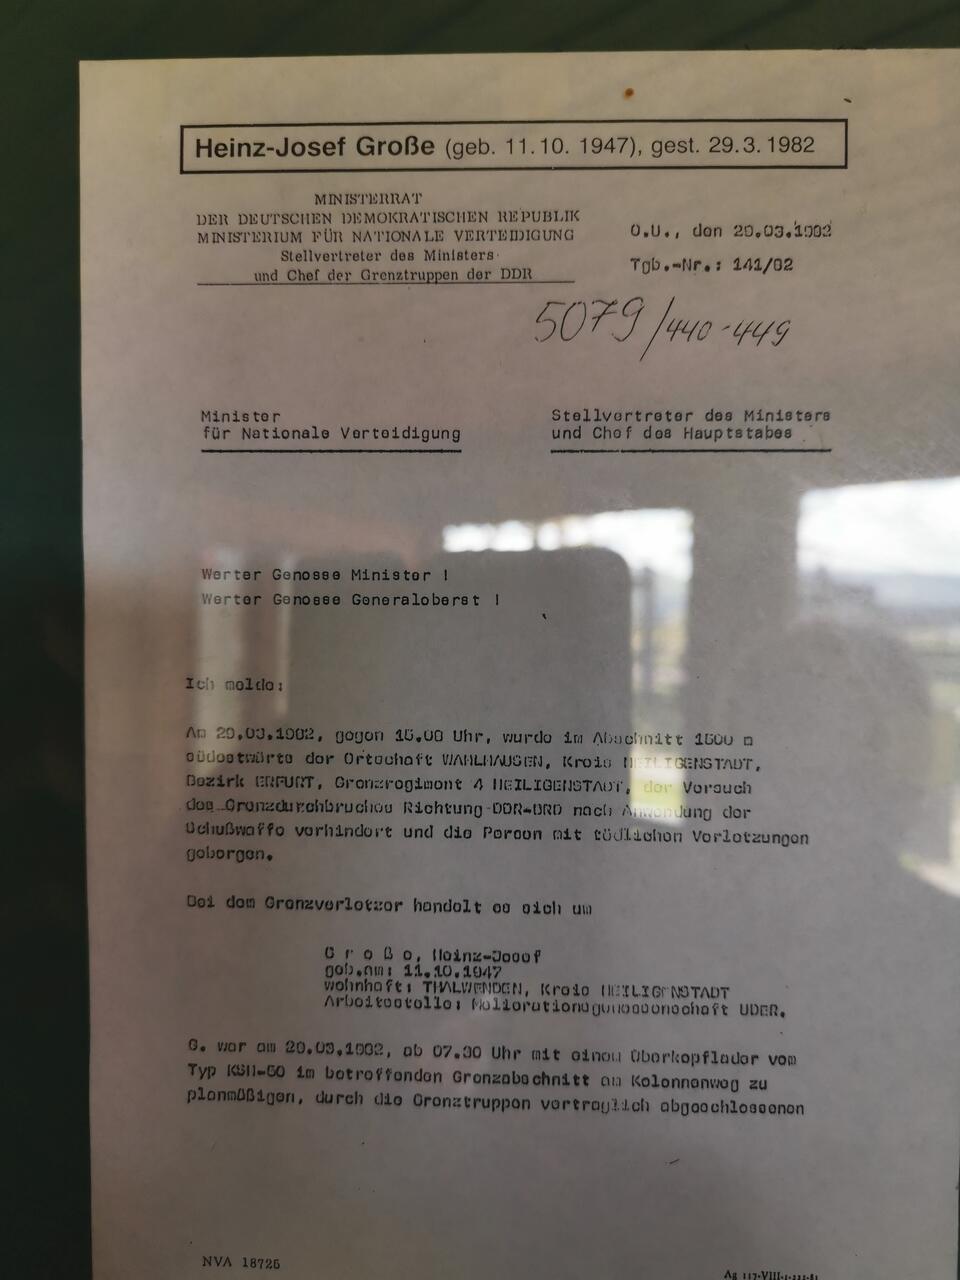 Heinz-Josef Große (geb. 11.10. 1947), gest. 29.3.1982
MINISTERRAT
DER DEUTSCHEN DEMOKRATISCHEN REPUBLIK
MINISTERIUM FÜR NATIONALE VERTEIDIGUNG
Stellvertreter des Ministers
und Chef der Grenztruppen der DDR
O.U., den 29.03.1982
Tgb.-Nr.: 141/82
5079/440-449
Minister
für Nationale Verteidigung
Stellvertreter des Ministers
und Chef des Hauptstabes
Werter Genosse Minister !
Werter Genosse Generaloberst !
Ich melde:
Am 29.03.1982, gegen 15.00 Uhr, wurde im Abschnitt 1500 m
südostwärts der Ortschaft WAHLHAUSEN, Kreis HEILIGENSTADT,
Bezirk ERFURT, Grenzregiment 4 HEILIGENSTADT, der Versuch
des Grenzdurchbruches Richtung DDR-BRD nach Anwendung der
Schußwaffe verhindert und die Person mit tödlichen Verletzungen
geborgen.
Bei dem Grenzverletzer handelt es sich um
G r o ß e, Heinz-Josef
geb.am: 11.10.1947
wohnhaft: THALWENDEN, Kreis HEILIGENSTADT
Arbeitsstelle: Meliorationsgenossenschaft UDER.
G. war am 29.03.1982, ab 07.30 Uhr mit einem Überkopflader vom
Typ KSH-60 im betroffenden Grenzabschnitt am Kolonnenweg zu
planmäßigen, durch die Grenztruppen vertraglich abgeschlossenen
NVA 18726
Ag 117-VIII